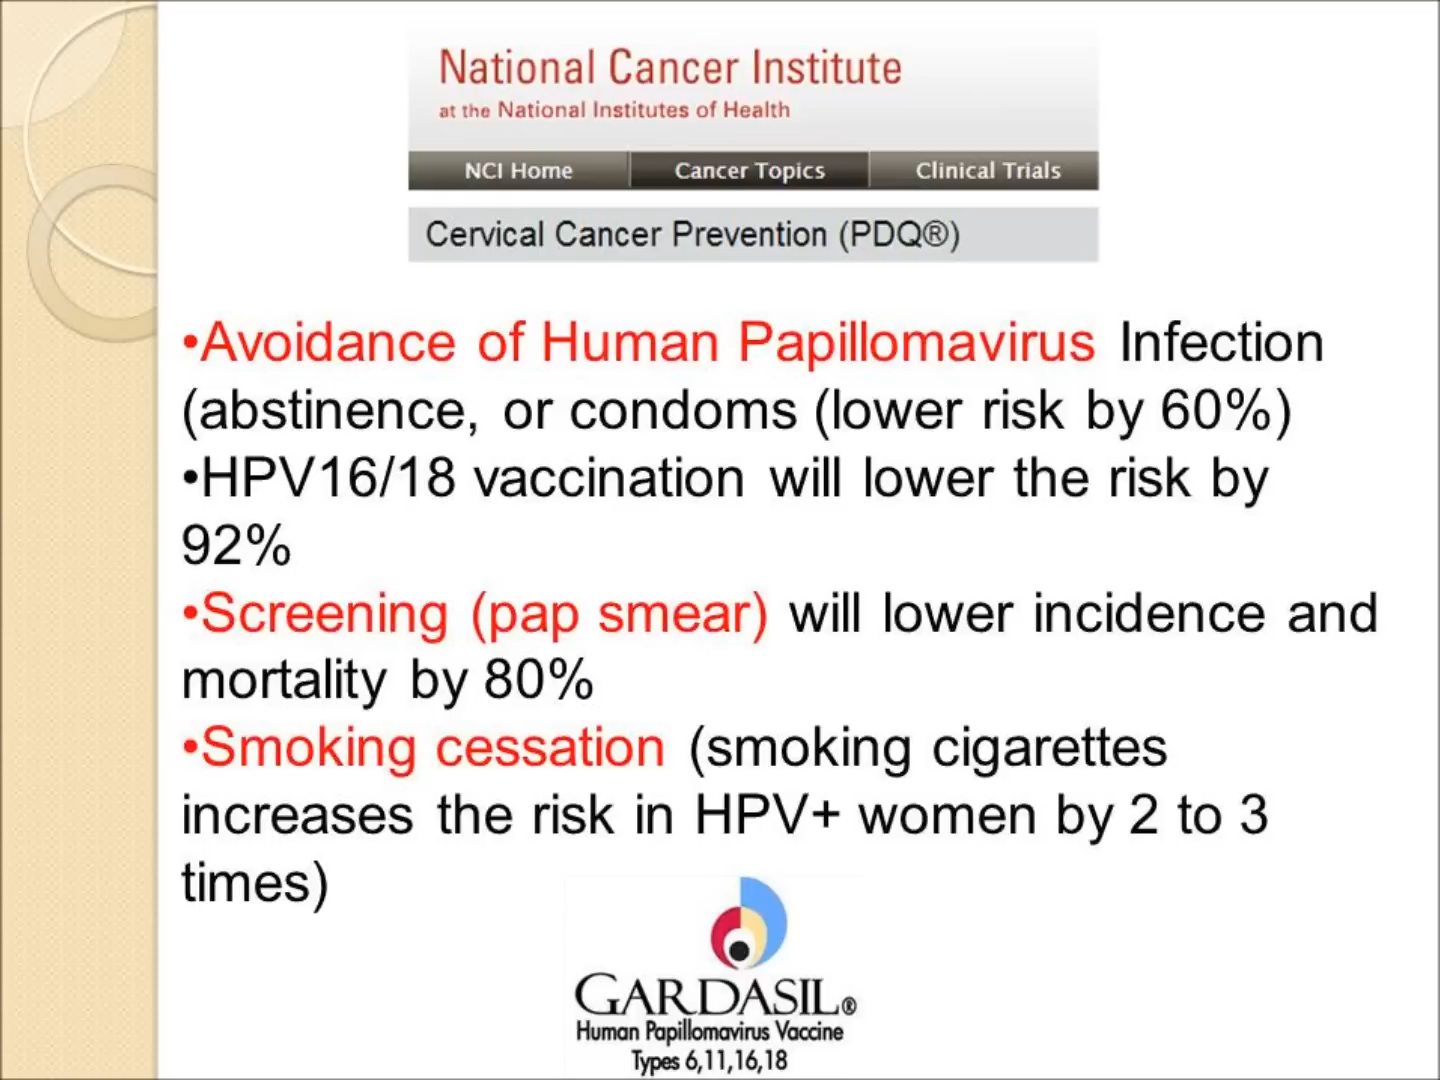 National Cancer Institute
at the National Institutes of Health
NCI Home Cancer Topics Clinical Trials
Cervical Cancer Prevention (PDQ®)
•Avoidance of Human Papillomavirus Infection
(abstinence, or condoms (lower risk by 60%)
•HPV16/18 vaccination will lower the risk by
92%
•Screening (pap smear) will lower incidence and
mortality by 80%
•Smoking cessation (smoking cigarettes
increases the risk in HPV+ women by 2 to 3
times)
GARDASIL®
Human Papillomavirus Vaccine
Types 6,11,16,18